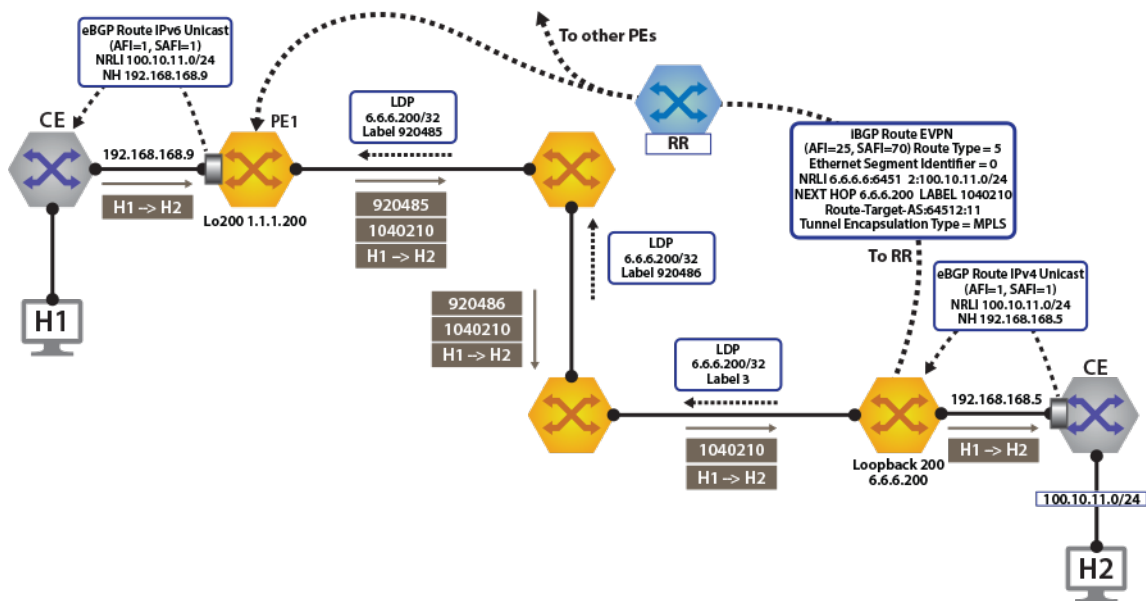 eBGP Route IPv6 Unicast
(AFI=1, SAFI=1)
NRLI 100.10.11.0/24
NH 192.168.168.9
To other PEs
CE
PE1
LDP
6.6.6.200/32
Label 920485
RR
192.168.168.9
H1 --> H2
Lo200 1.1.1.200
920485
1040210
H1 --> H2
iBGP Route EVPN
(AFI=25, SAFI=70) Route Type = 5
Ethernet Segment Identifier = 0
NRLI 6.6.6.6:6451 2:100.10.11.0/24
NEXT HOP 6.6.6.200 LABEL 1040210
Route-Target-AS:64512:11
Tunnel Encapsulation Type = MPLS
To RR
LDP
6.6.6.200/32
Label 920486
eBGP Route IPv4 Unicast
(AFI=1, SAFI=1)
NRLI 100.10.11.0/24
NH 192.168.168.5
H1
920486
1040210
H1 --> H2
LDP
6.6.6.200/32
Label 3
CE
192.168.168.5
1040210
H1 --> H2
Loopback 200
6.6.6.200
H1 --> H2
100.10.11.0/24
H2